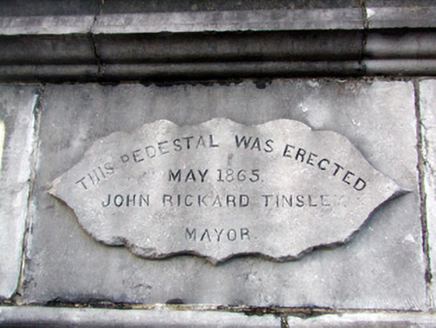 THIS PEDESTAL WAS ERECTED
MAY 1865.
JOHN RICKARD TINSLEY
MAYOR.